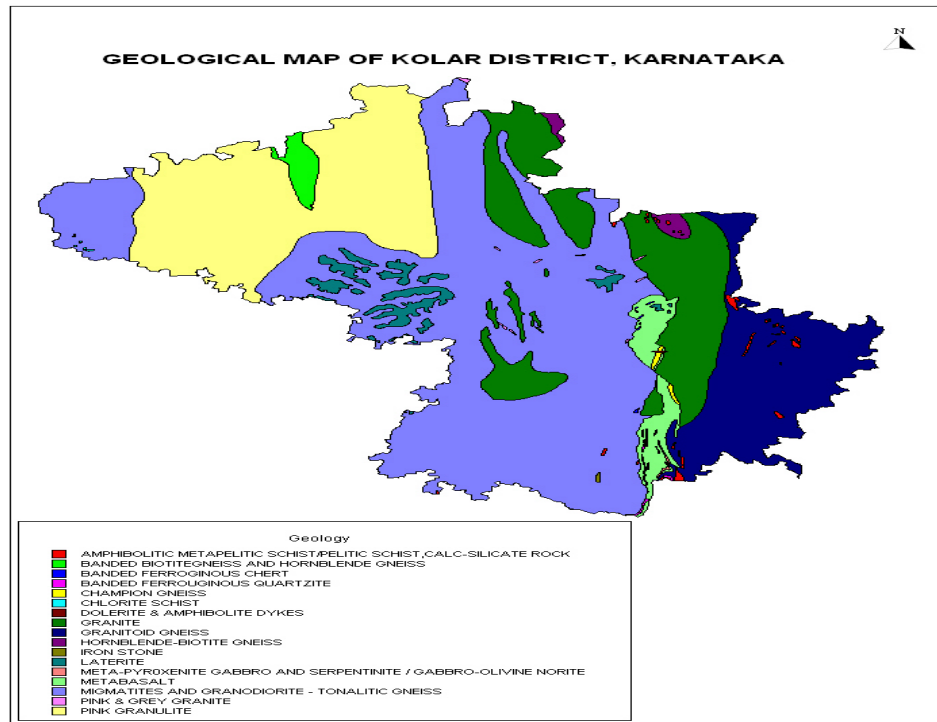 N
GEOLOGICAL MAP OF KOLAR DISTRICT, KARNATAKA
Geology
AMPHIBOLITIC METAPELITIC SCHIST/PELITIC SCHIST,CALC-SILICATE ROCK
BANDED BIOTITEGNEISS AND HORNBLENDE GNEISS
BANDED FERROGINOUS CHERT
BANDED FERROUGINOUS QUARTZITE
CHAMPION GNEISS
CHLORITE SCHIST
DOLERITE & AMPHIBOLITE DYKES
GRANITE
GRANITOID GNEISS
HORNBLENDE-BIOTITE GNEISS
IRON STONE
LATERITE
META-PYROXENITE GABBRO AND SERPENTINITE / GABBRO-OLIVINE NORITE
METABASALT
MIGMATITES AND GRANODIORITE - TONALITIC GNEISS
PINK & GREY GRANITE
PINK GRANULITE